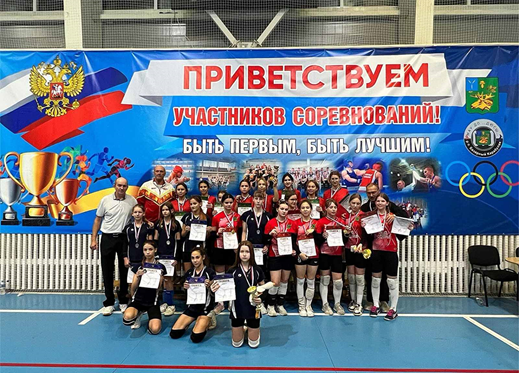 ПРИВЕТСТВУЕМ
УЧАСТНИКОВ СОРЕВНОВАНИЙ!
БЫТЬ ПЕРВЫМ, БЫТЬ ЛУЧШИМ!